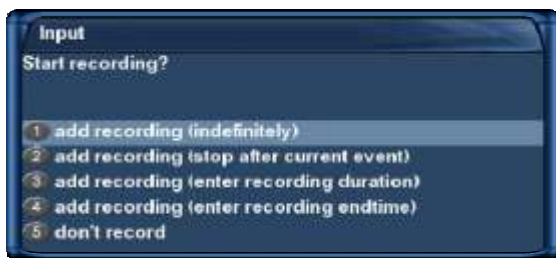 Input
Start recording?
1 add recording (indefinitely)
2 add recording (stop after current event)
3 add recording (enter recording duration)
4 add recording (enter recording endtime)
5 don't record